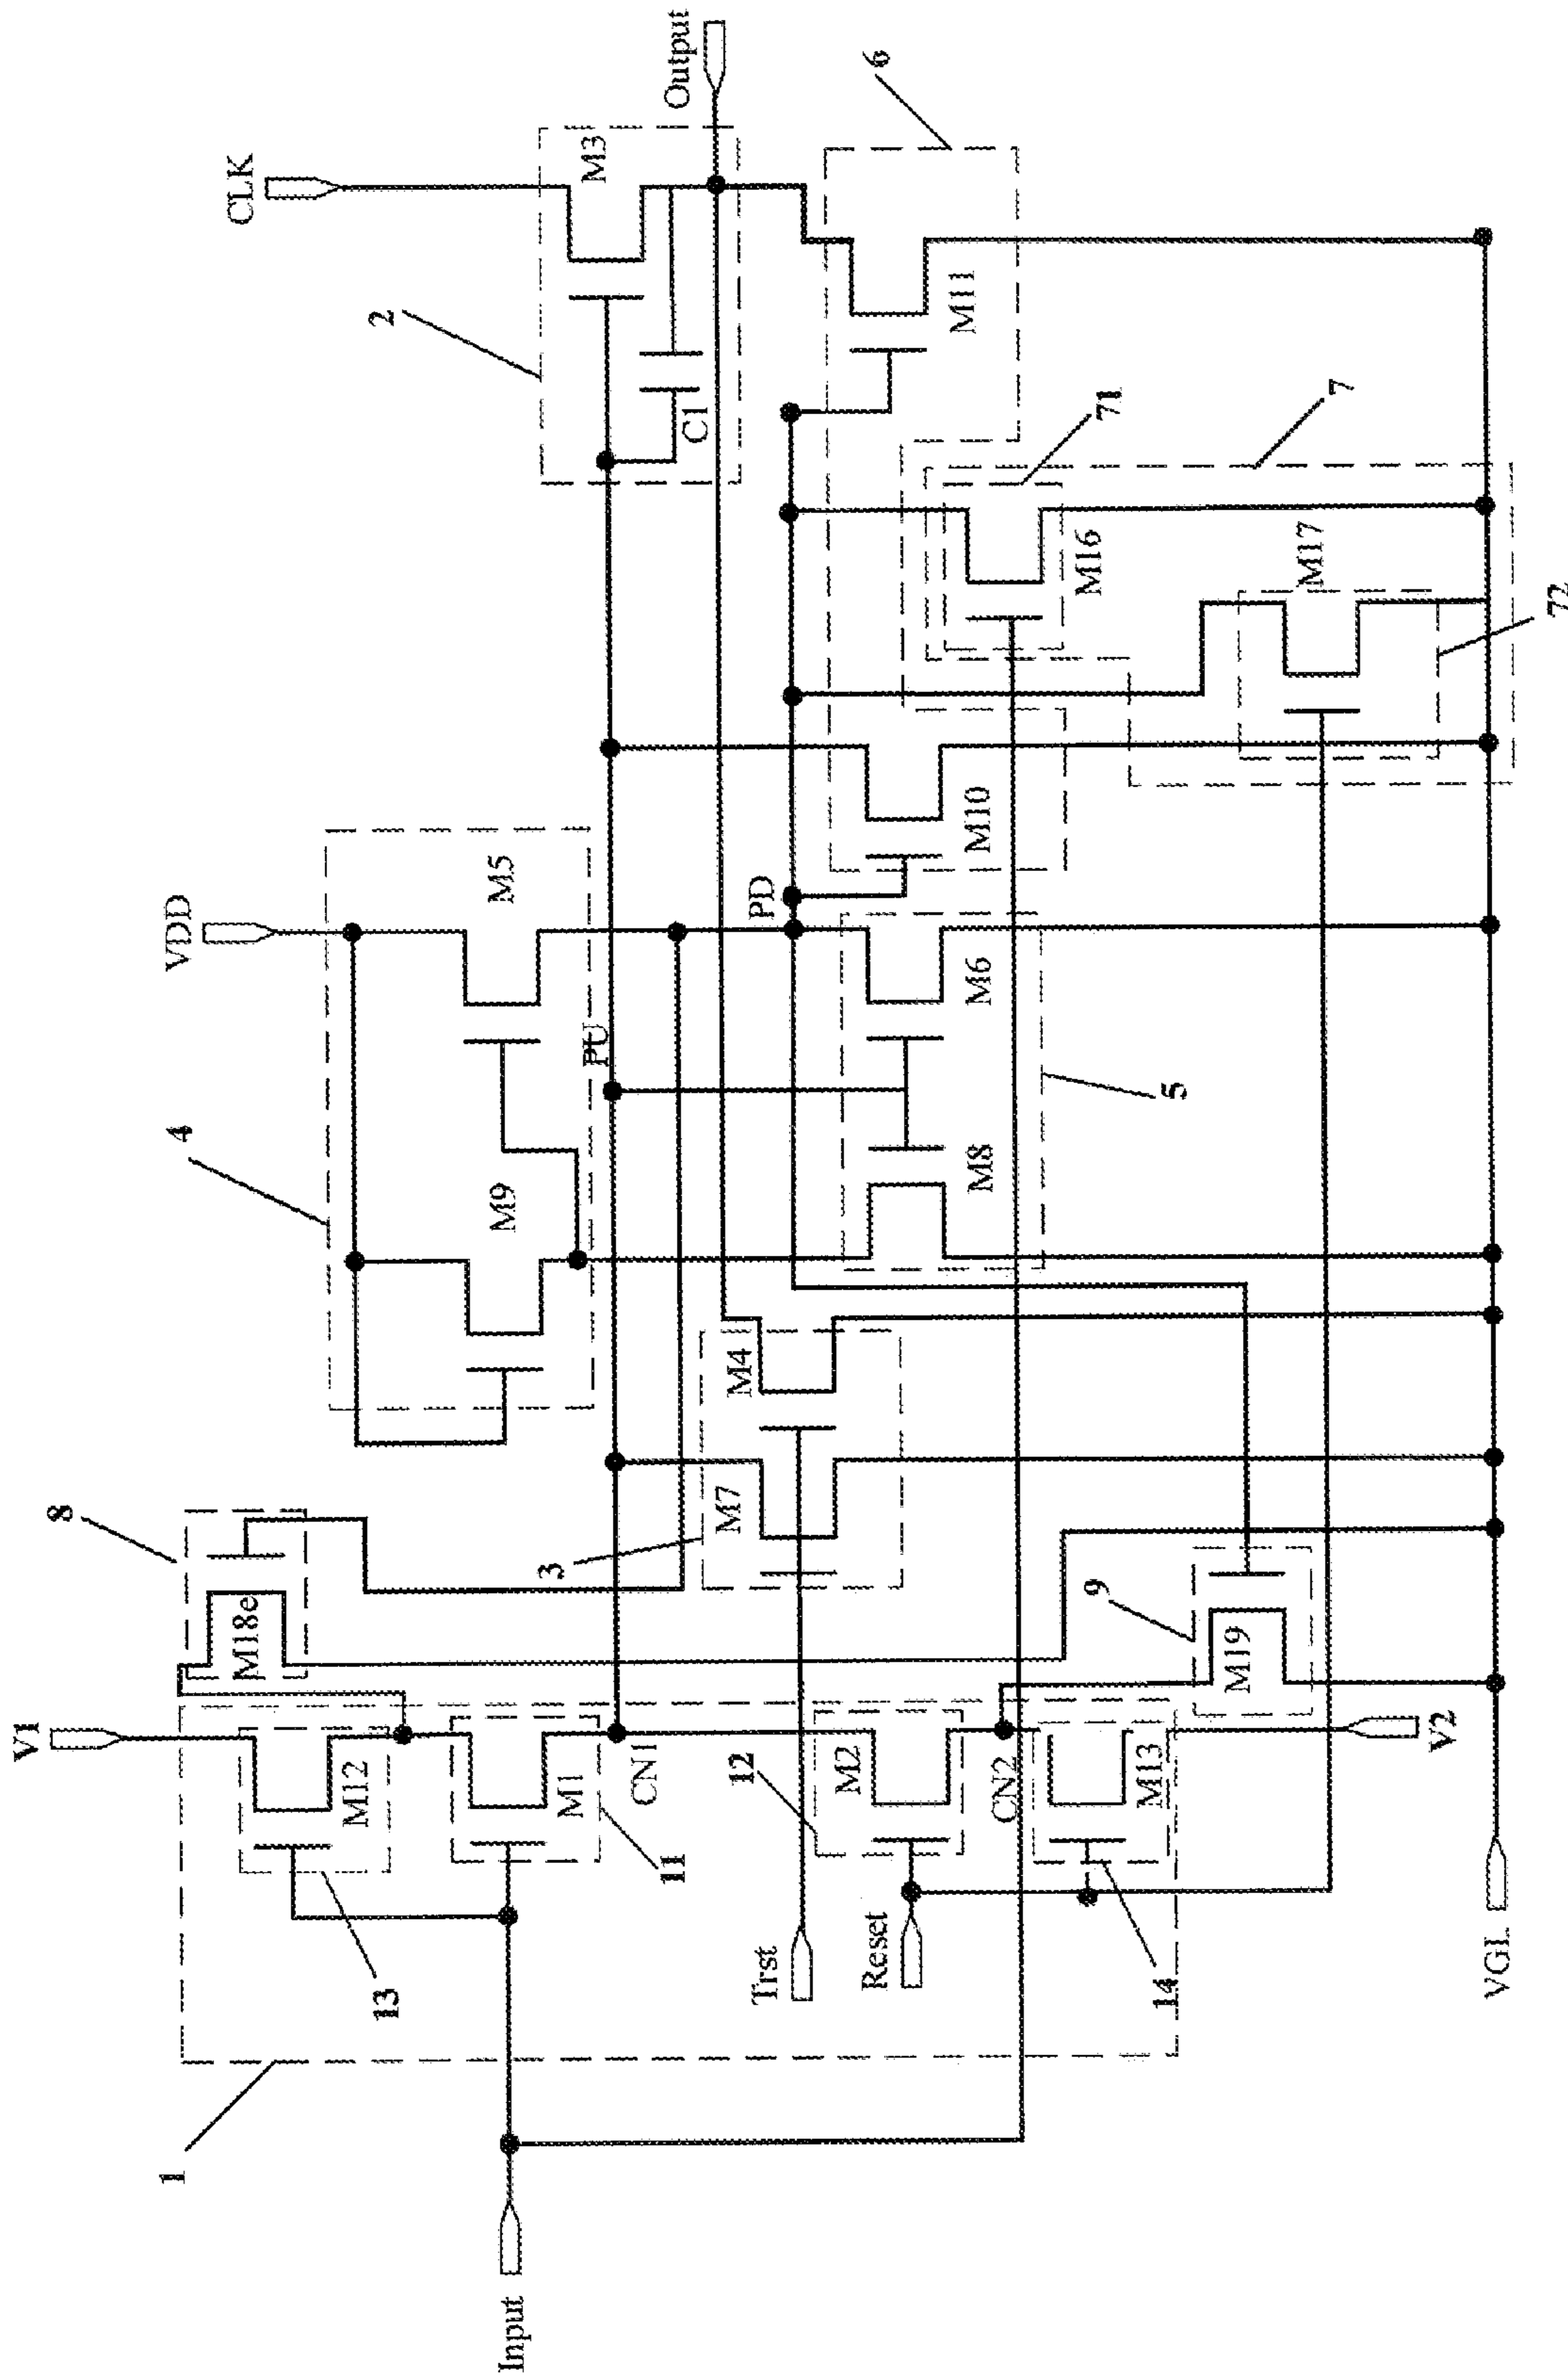 V1
V2
VDD
CLK
Output
Input
Trst
Reset
VGL
PU
PD
CN1
CN2
M12
M1
M2
M13
M18e
M19
M7
M4
M9
M5
M8
M6
M10
M11
M16
M17
M3
C1
1
2
3
4
5
6
7
8
9
11
12
13
14
71
72